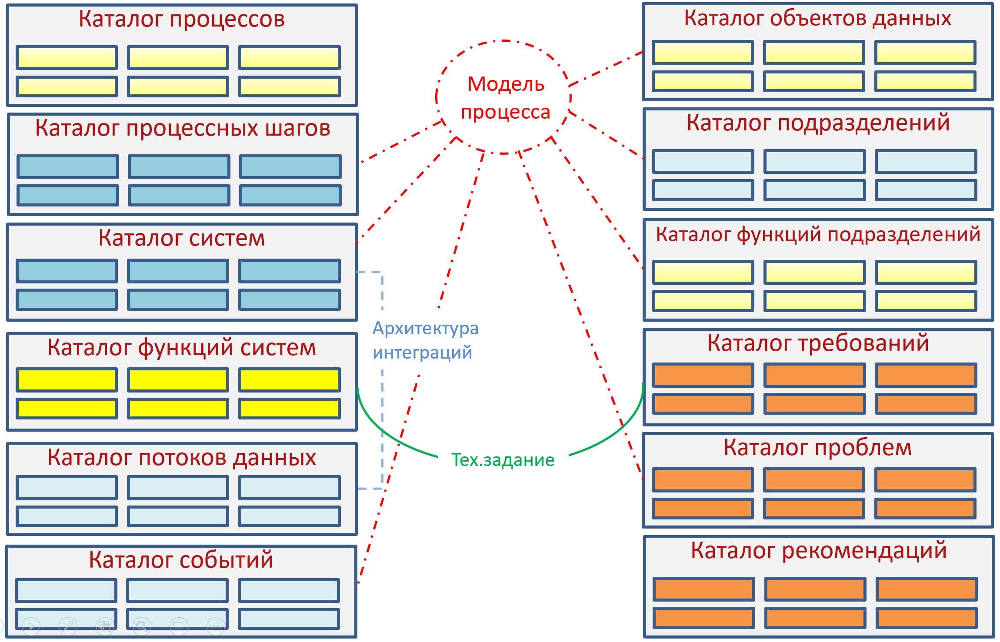 Каталог процессов
Каталог процессных шагов
Каталог систем
Каталог функций систем
Каталог потоков данных
Каталог событий
Модель
процесса
Архитектура
интеграций
Тех.задание
Каталог объектов данных
Каталог подразделений
Каталог функций подразделений
Каталог требований
Каталог проблем
Каталог рекомендаций